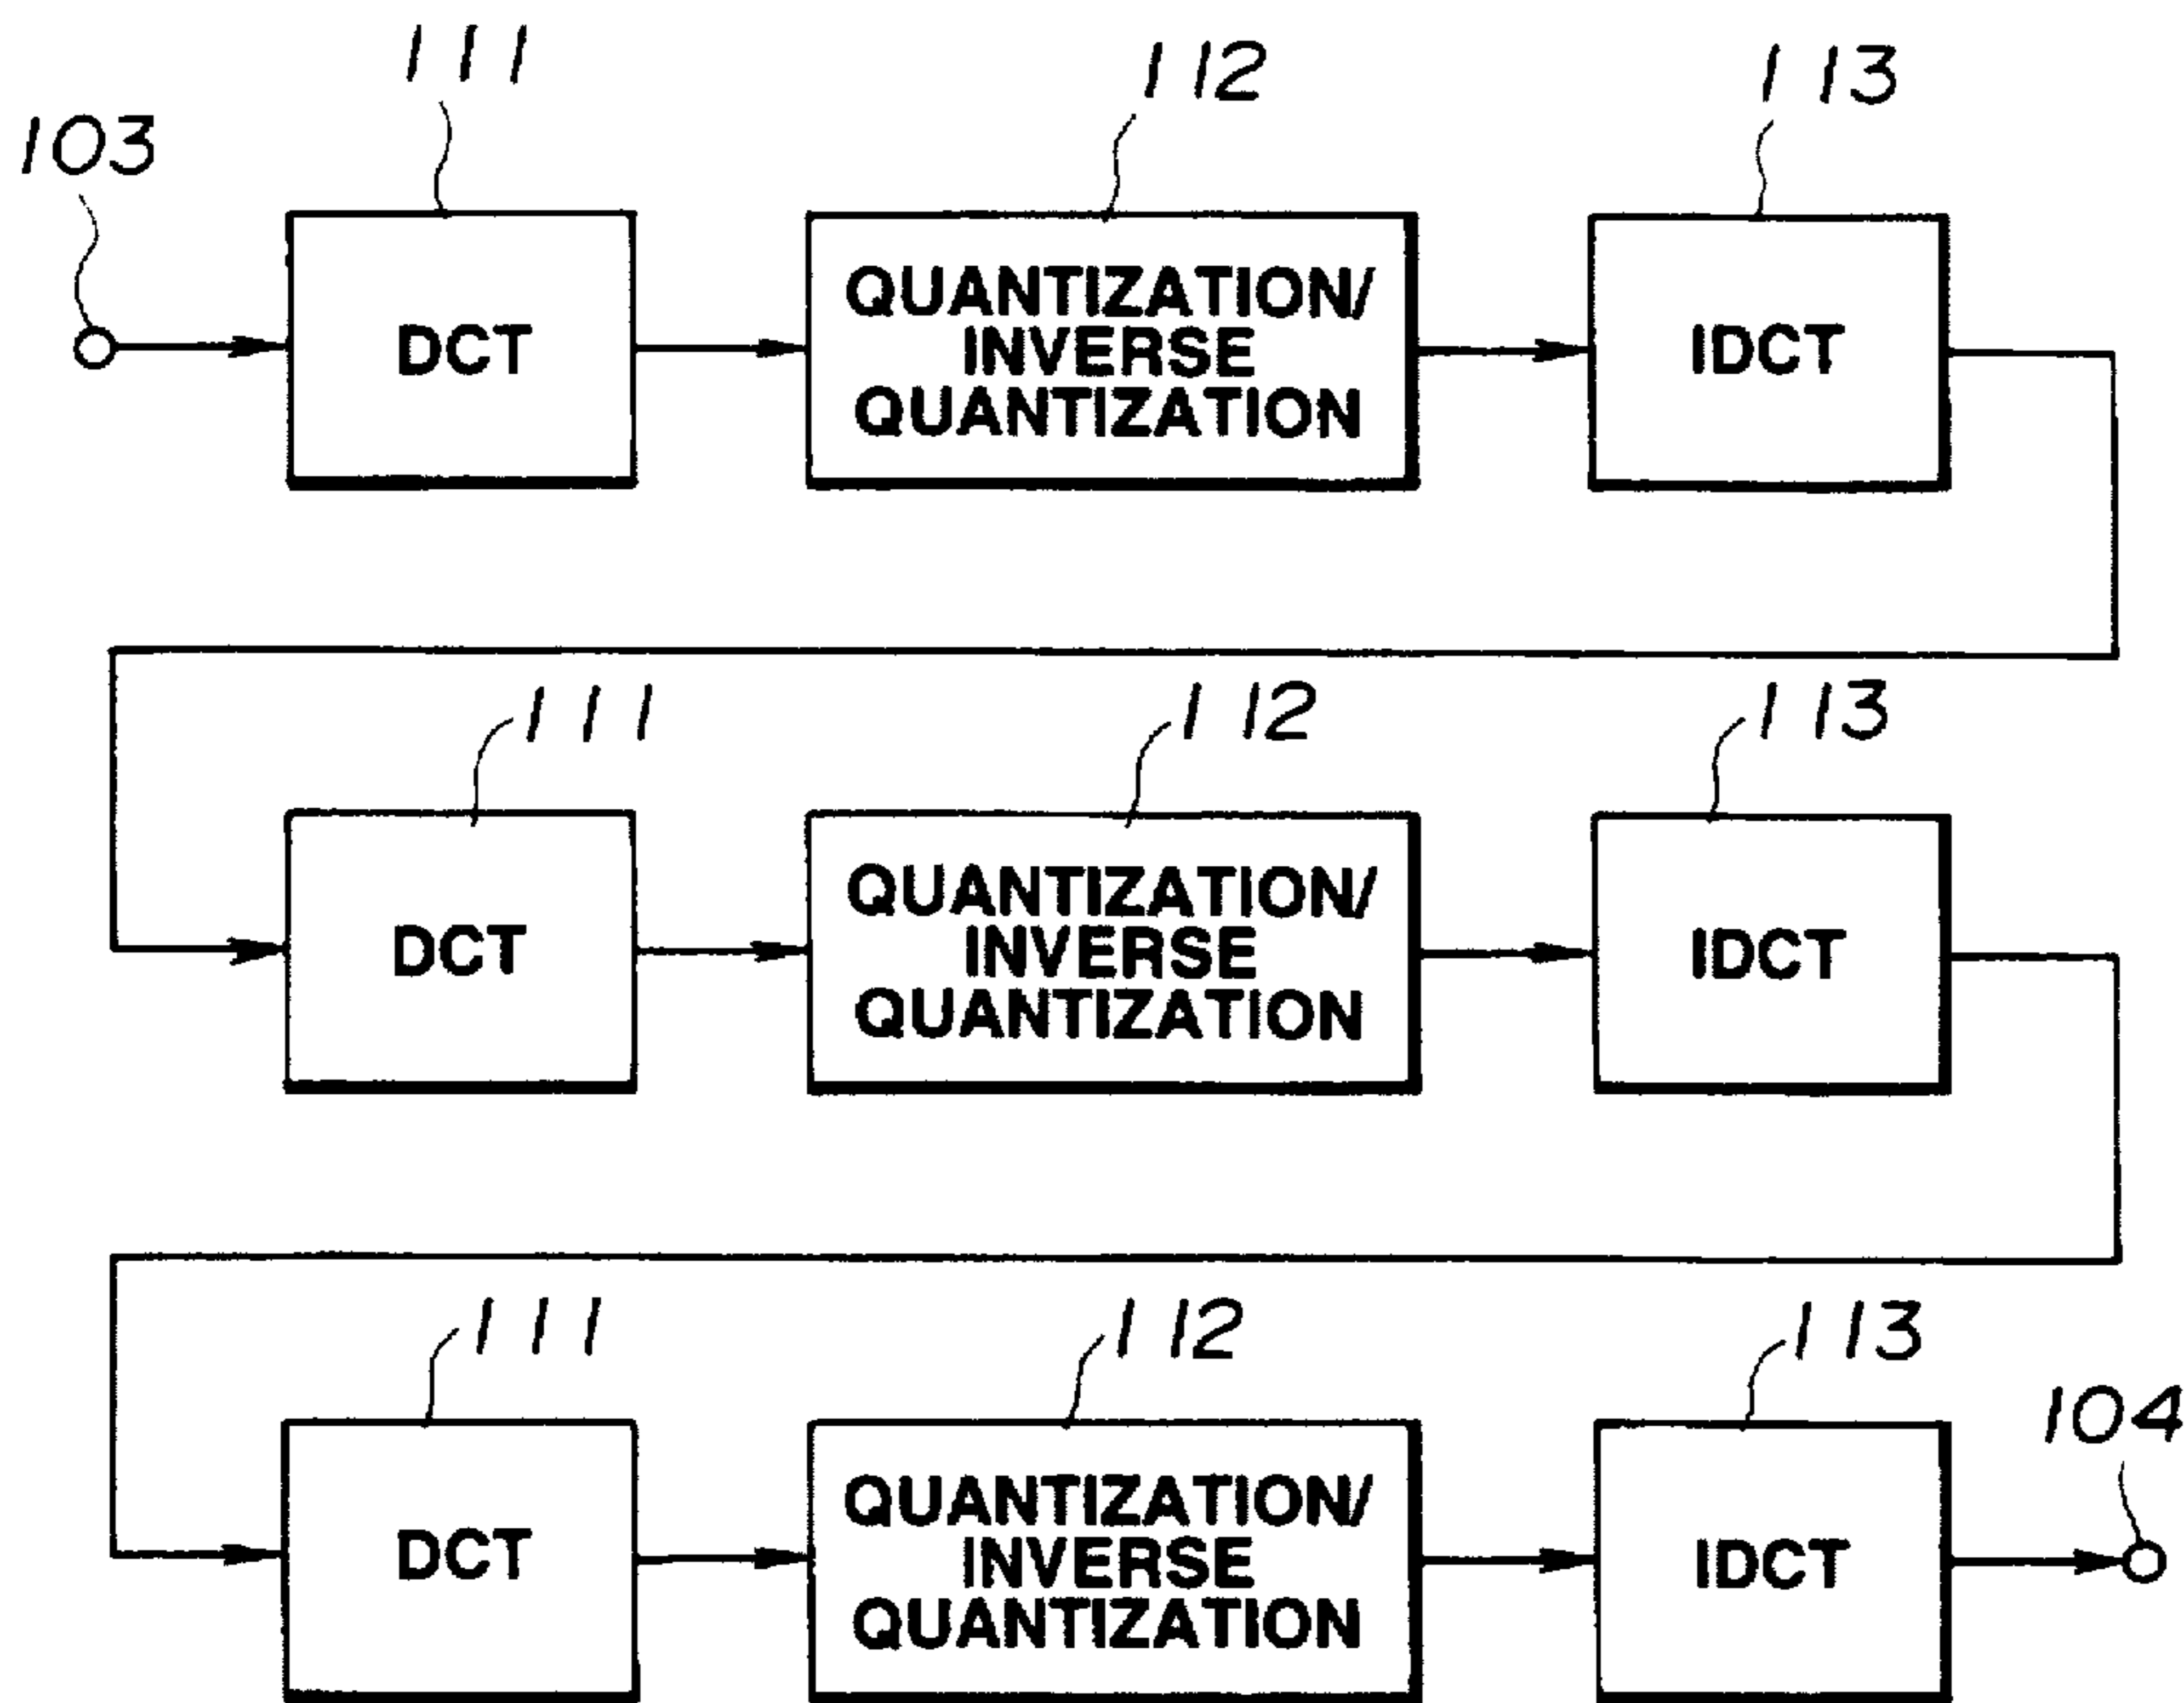 111
112
113
103
DCT
QUANTIZATION/
INVERSE
QUANTIZATION
IDCT
111
112
113
DCT
QUANTIZATION/
INVERSE
QUANTIZATION
IDCT
111
112
113
104
DCT
QUANTIZATION/
INVERSE
QUANTIZATION
IDCT